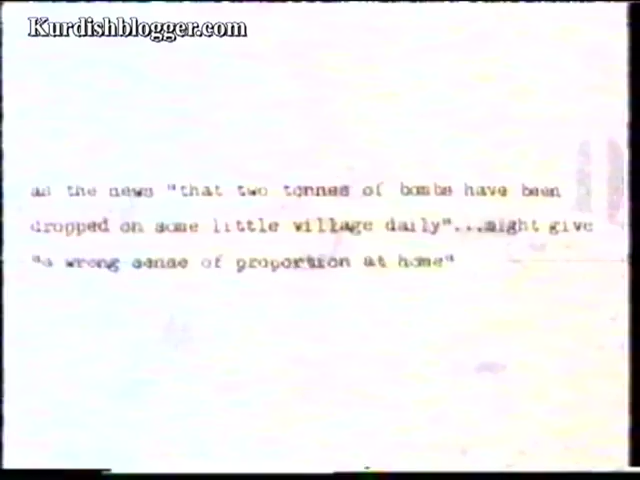 Kurdishblogger.com
as the news "that two tonnes of bombs have been
dropped on some little village daily"...might give
"a wrong sense of proportion at home"